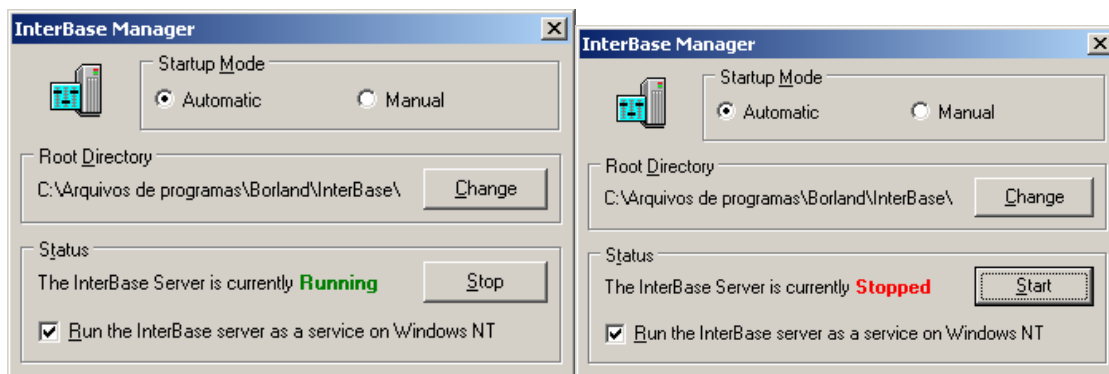 InterBase Manager
Startup Mode
Automatic Manual
Root Directory
C:\Arquivos de programas\Borland\InterBase\ Change
Status
The InterBase Server is currently Running Stop
Run the InterBase server as a service on Windows NT
InterBase Manager
Startup Mode
Automatic Manual
Root Directory
C:\Arquivos de programas\Borland\InterBase\ Change
Status
The InterBase Server is currently Stopped Start
Run the InterBase server as a service on Windows NT